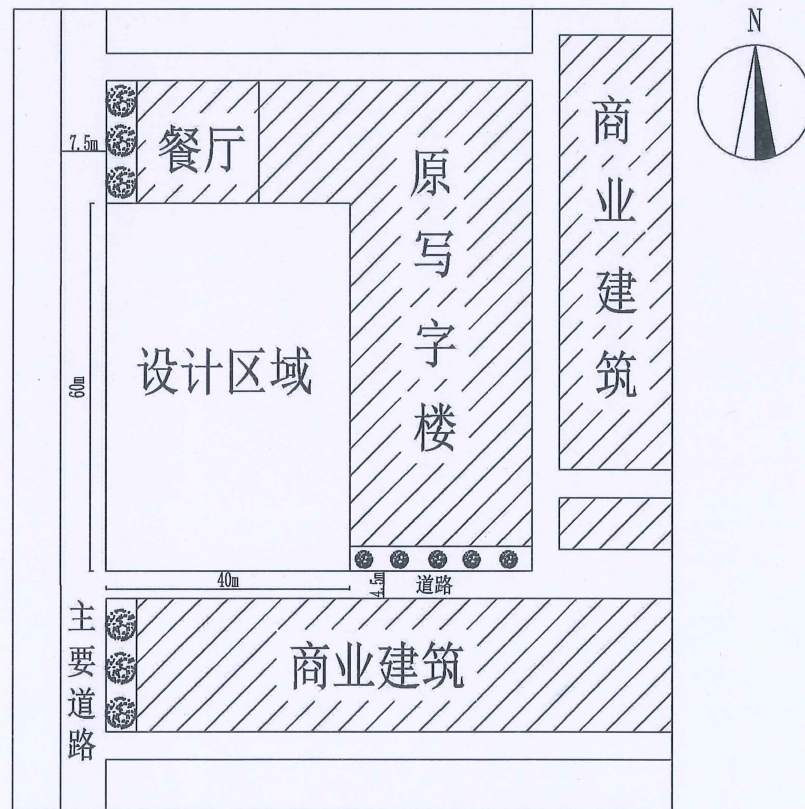 N
7.5m
餐厅
原写字楼
商业建筑
60m
设计区域
40m
4.5m
道路
主要道路
商业建筑